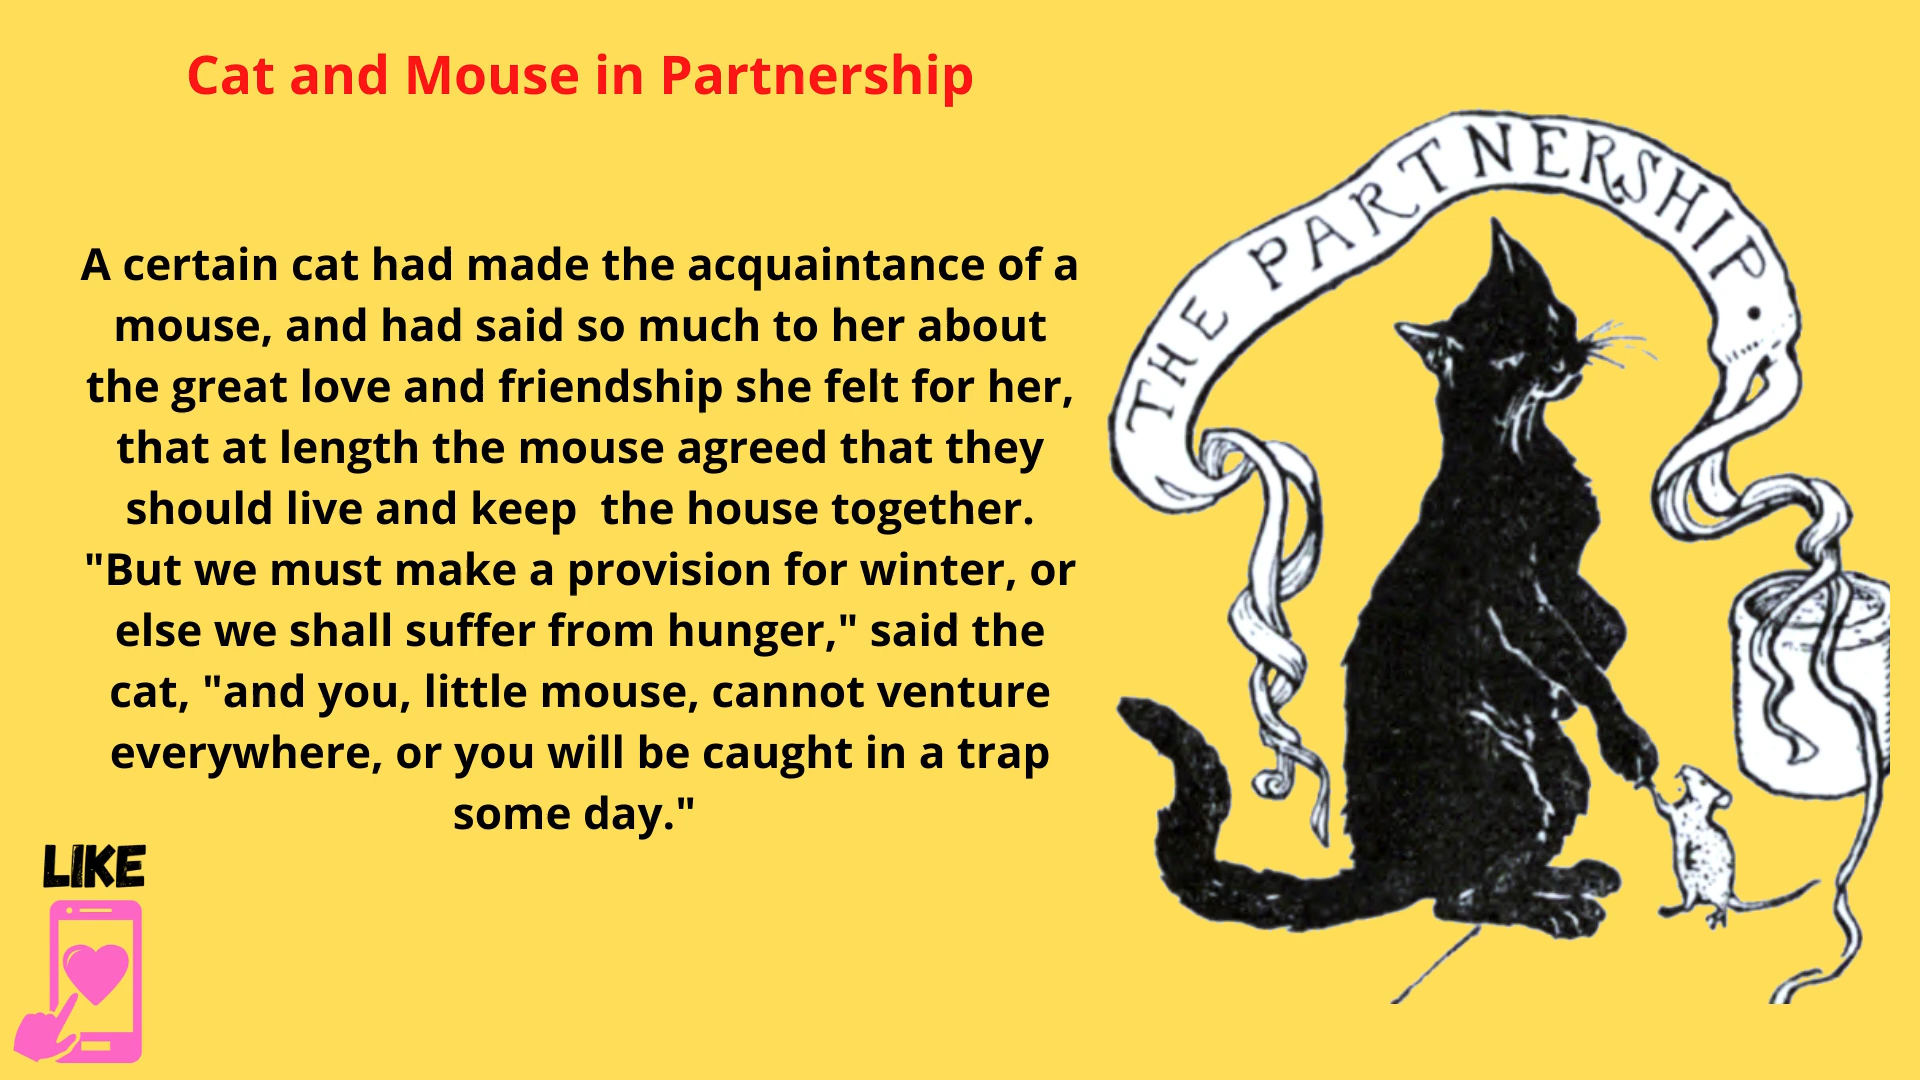 Cat and Mouse in Partnership
A certain cat had made the acquaintance of a
mouse, and had said so much to her about
the great love and friendship she felt for her,
that at length the mouse agreed that they
should live and keep  the house together.
"But we must make a provision for winter, or
else we shall suffer from hunger," said the
cat, "and you, little mouse, cannot venture
everywhere, or you will be caught in a trap
some day."
THE PARTNERSHIP.
LIKE